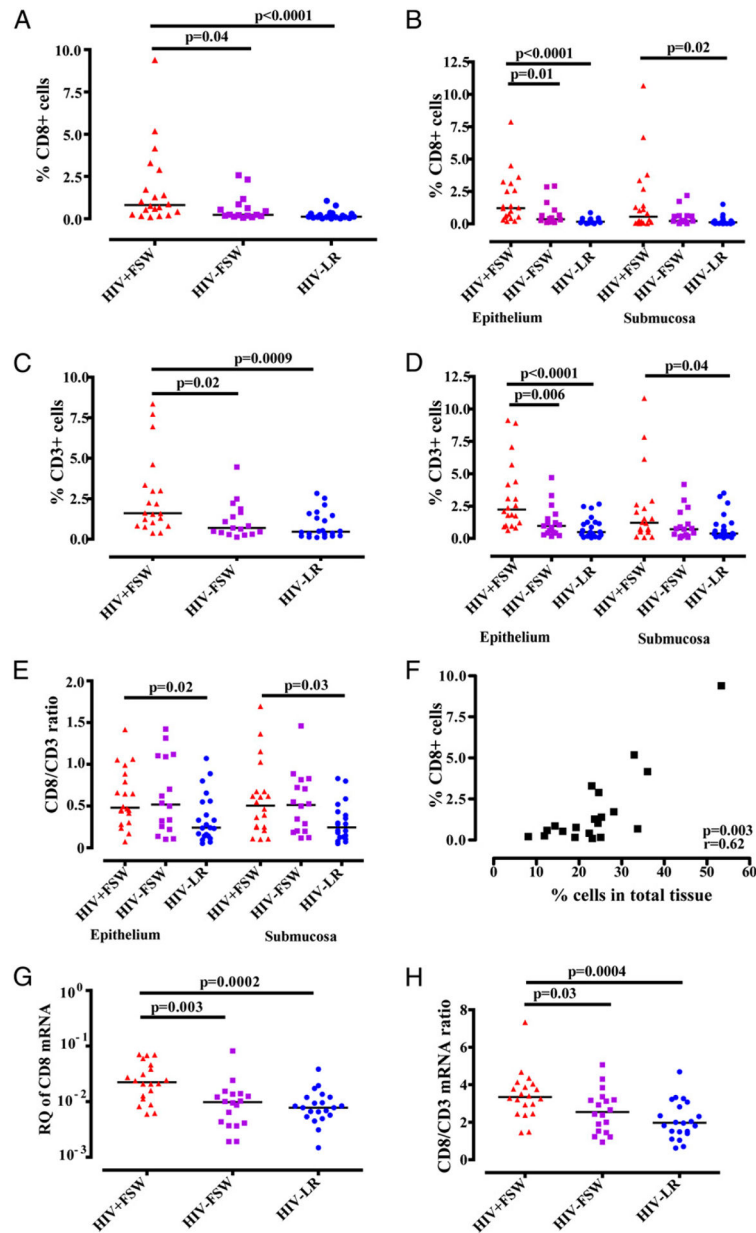 A
p<0.0001
p=0.04
% CD8+ cells
10.0
7.5
5.0
2.5
0.0
HIV+FSW
HIV-FSW
HIV-LR
B
p<0.0001
p=0.01
p=0.02
% CD8+ cells
12.5
10.0
7.5
5.0
2.5
0.0
HIV+FSW
HIV-FSW
HIV-LR
HIV+FSW
HIV-FSW
HIV-LR
Epithelium
Submucosa
C
p=0.0009
p=0.02
% CD3+ cells
10.0
7.5
5.0
2.5
0.0
HIV+FSW
HIV-FSW
HIV-LR
D
p<0.0001
p=0.006
p=0.04
% CD3+ cells
12.5
10.0
7.5
5.0
2.5
0.0
HIV+FSW
HIV-FSW
HIV-LR
HIV+FSW
HIV-FSW
HIV-LR
Epithelium
Submucosa
E
p=0.02
p=0.03
CD8/CD3 ratio
2.0
1.5
1.0
0.5
0
HIV+FSW
HIV-FSW
HIV-LR
HIV+FSW
HIV-FSW
HIV-LR
Epithelium
Submucosa
F
% CD8+ cells
10.0
7.5
5.0
2.5
0.0
p=0.003
r=0.62
0 10 20 30 40 50 60
% cells in total tissue
G
p=0.0002
p=0.003
RQ of CD8 mRNA
10⁰
10⁻¹
10⁻²
10⁻³
HIV+FSW
HIV-FSW
HIV-LR
H
p=0.0004
p=0.03
CD8/CD3 mRNA ratio
8
6
4
2
0
HIV+FSW
HIV-FSW
HIV-LR